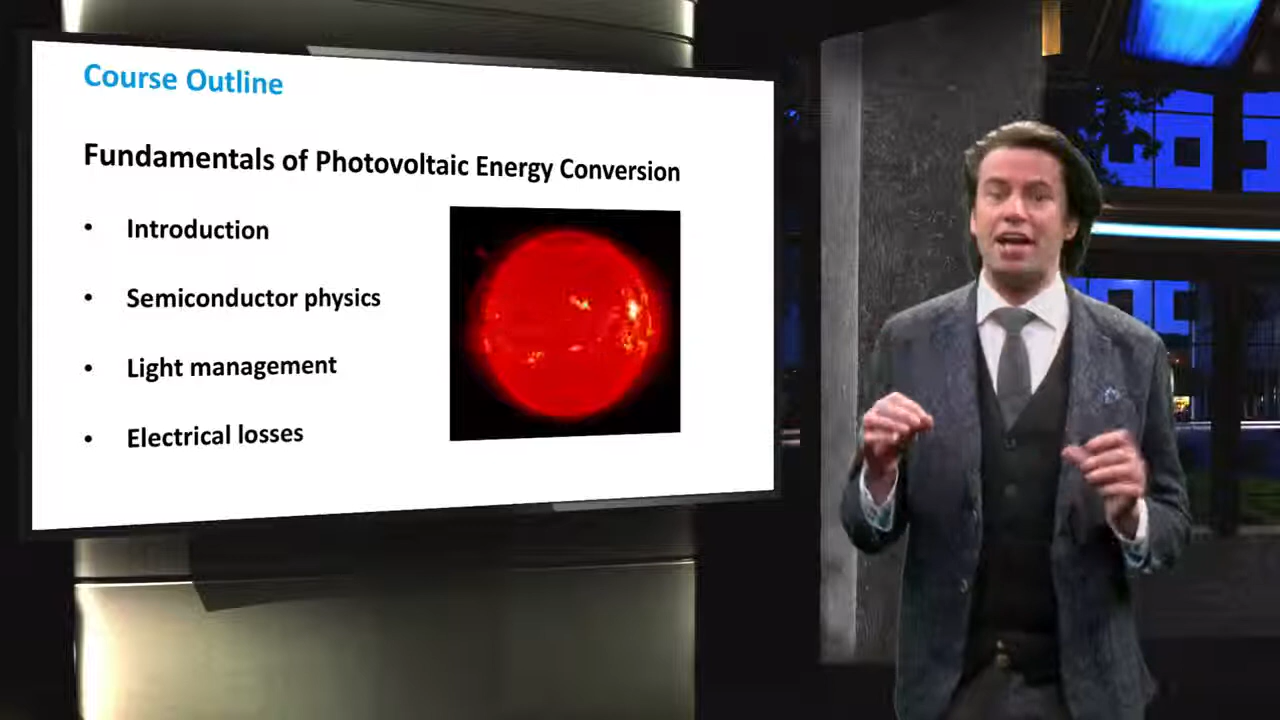 Course Outline
Fundamentals of Photovoltaic Energy Conversion
• Introduction
• Semiconductor physics
• Light management
• Electrical losses